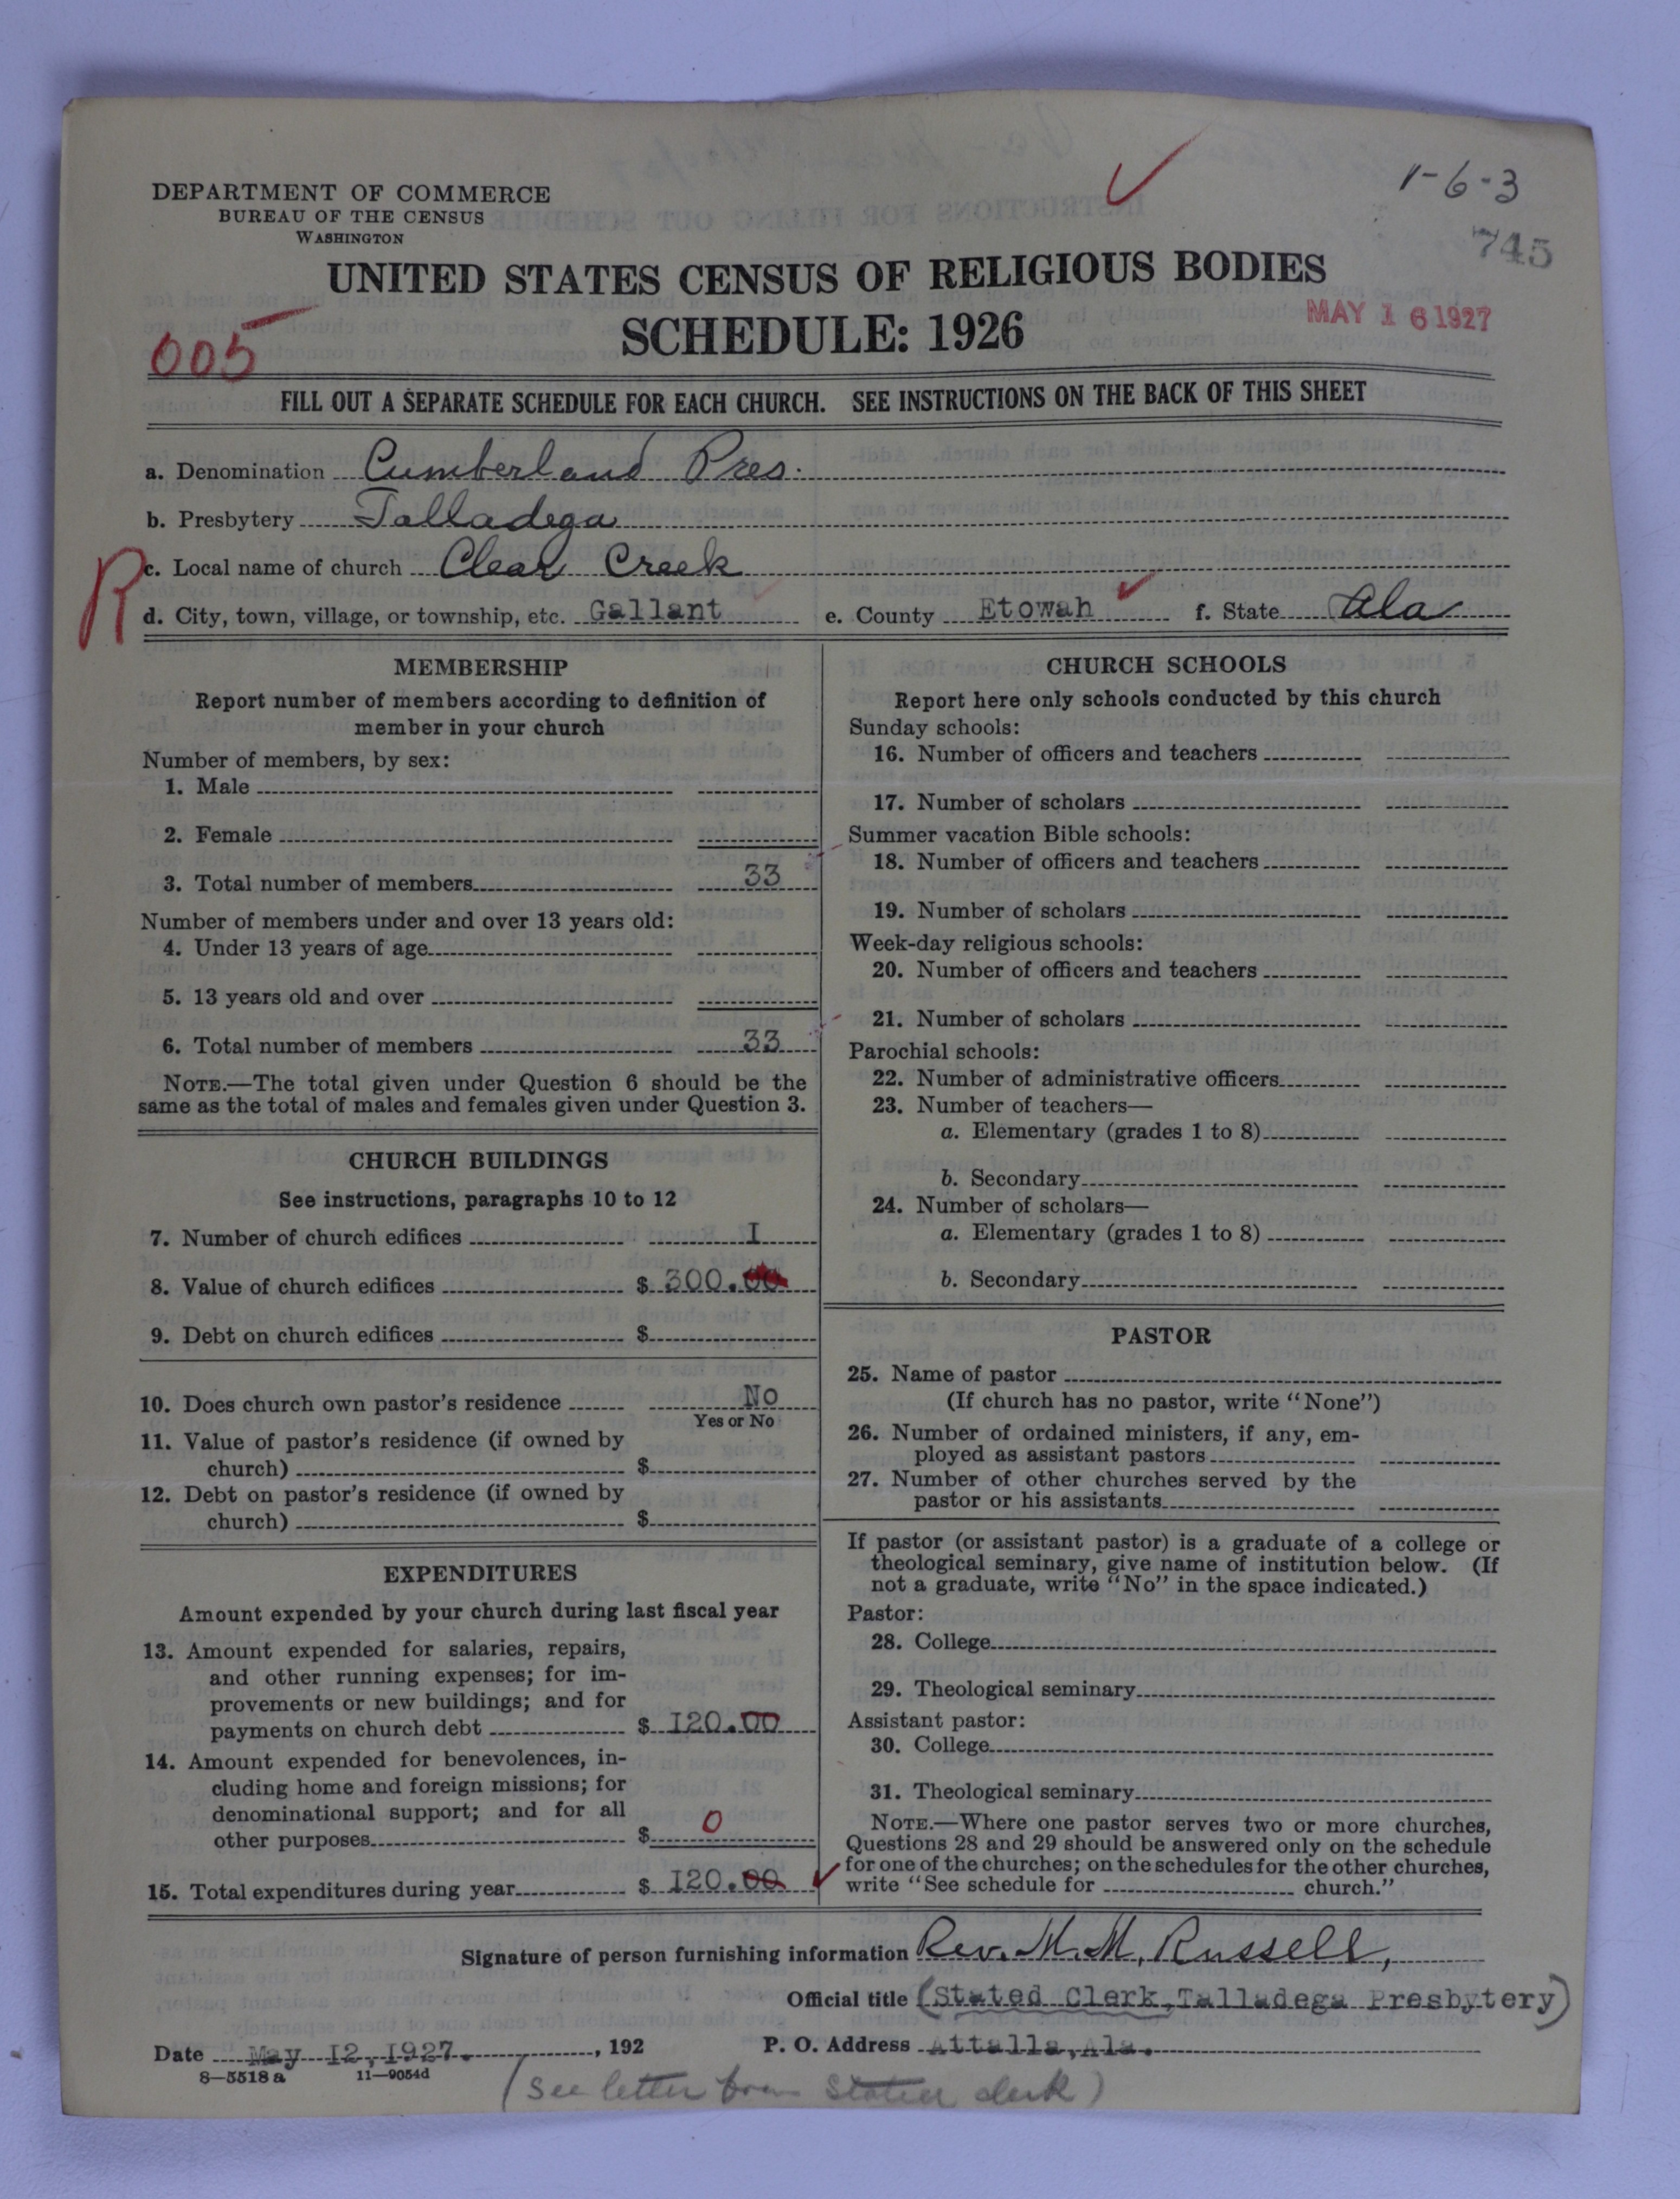 1-6-3
745
DEPARTMENT OF COMMERCE
BUREAU OF THE CENSUS
WASHINGTON
UNITED STATES CENSUS OF RELIGIOUS BODIES
SCHEDULE: 1926
MAY 16 1927
005
FILL OUT A SEPARATE SCHEDULE FOR EACH CHURCH. SEE INSTRUCTIONS ON THE BACK OF THIS SHEET
a. Denomination Cumberland Pres.
b. Presbytery Talladega
R
c. Local name of church Clear Creek
d. City, town, village, or township, etc. Gallant e. County Etowah f. State Ala
MEMBERSHIP
Report number of members according to definition of
member in your church
Number of members, by sex:
1. Male
2. Female
3. Total number of members 33
Number of members under and over 13 years old:
4. Under 13 years of age
5. 13 years old and over
6. Total number of members 33
NOTE.—The total given under Question 6 should be the
same as the total of males and females given under Question 3.
CHURCH BUILDINGS
See instructions, paragraphs 10 to 12
7. Number of church edifices I
8. Value of church edifices $ 300.00
9. Debt on church edifices $
10. Does church own pastor's residence No
Yes or No
11. Value of pastor's residence (if owned by
church) $
12. Debt on pastor's residence (if owned by
church) $
EXPENDITURES
Amount expended by your church during last fiscal year
13. Amount expended for salaries, repairs,
and other running expenses; for im-
provements or new buildings; and for
payments on church debt $ I20.00
14. Amount expended for benevolences, in-
cluding home and foreign missions; for
denominational support; and for all
other purposes $ 0
15. Total expenditures during year $ I20.00
CHURCH SCHOOLS
Report here only schools conducted by this church
Sunday schools:
16. Number of officers and teachers
17. Number of scholars
Summer vacation Bible schools:
18. Number of officers and teachers
19. Number of scholars
Week-day religious schools:
20. Number of officers and teachers
21. Number of scholars
Parochial schools:
22. Number of administrative officers
23. Number of teachers—
a. Elementary (grades 1 to 8)
b. Secondary
24. Number of scholars—
a. Elementary (grades 1 to 8)
b. Secondary
PASTOR
25. Name of pastor
(If church has no pastor, write "None")
26. Number of ordained ministers, if any, em-
ployed as assistant pastors
27. Number of other churches served by the
pastor or his assistants
If pastor (or assistant pastor) is a graduate of a college or
theological seminary, give name of institution below. (If
not a graduate, write "No" in the space indicated.)
Pastor:
28. College
29. Theological seminary
Assistant pastor:
30. College
31. Theological seminary
NOTE.—Where one pastor serves two or more churches,
Questions 28 and 29 should be answered only on the schedule
for one of the churches; on the schedules for the other churches,
write "See schedule for church."
Signature of person furnishing information Rev. M. M. Russell,
Official title (Stated Clerk, Talladega Presbytery)
Date May I2, I927. , 192 P. O. Address Attalla, Ala.
8—5518 a 11—9054d
(See letter from Stated clerk)